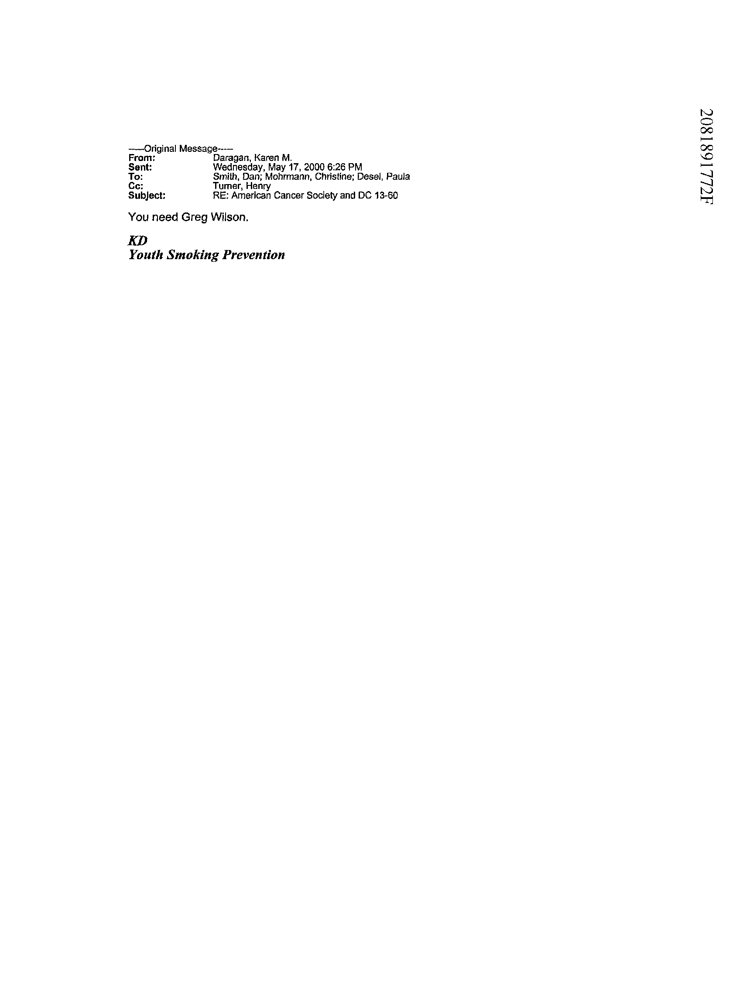 -----Original Message-----
From: Daragan, Karen M.
Sent: Wednesday, May 17, 2000 6:26 PM
To: Smith, Dan; Mohrmann, Christine; Desel, Paula
Cc: Turner, Henry
Subject: RE: American Cancer Society and DC 13-60
You need Greg Wilson.
KD
Youth Smoking Prevention
2081891772F